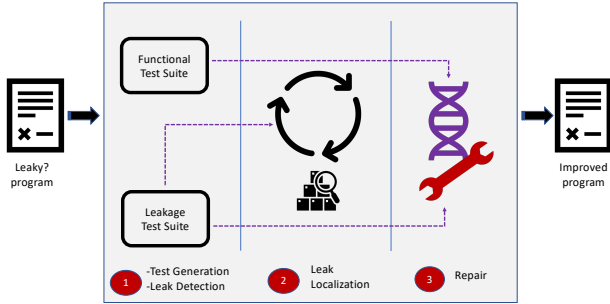 Functional
Test Suite
Leaky?
program
Improved
program
Leakage
Test Suite
1
-Test Generation
-Leak Detection
2
Leak
Localization
3
Repair